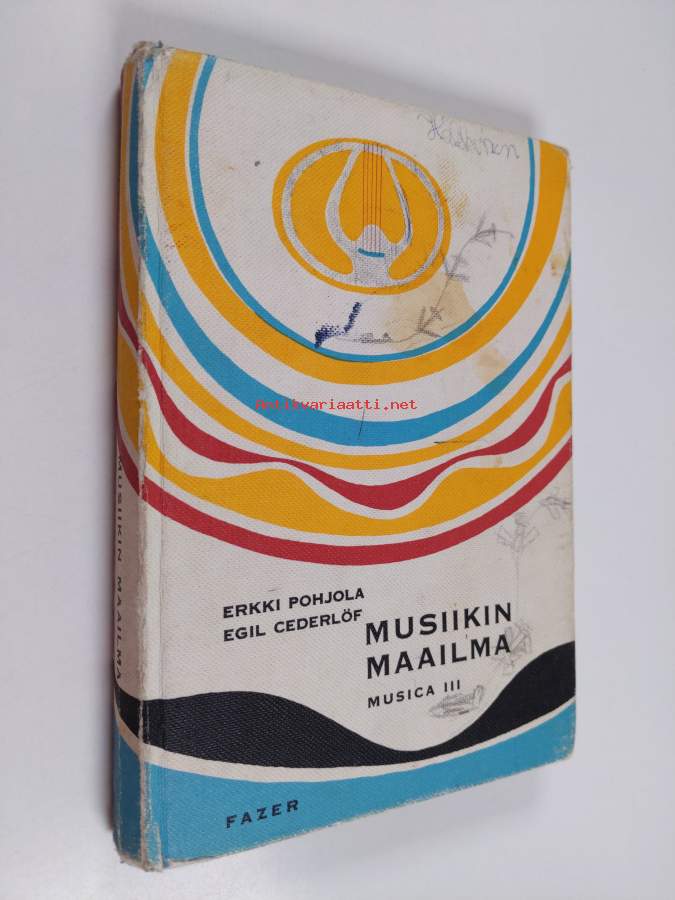 Antikvariaatti.net
ERKKI POHJOLA
EGIL CEDERLÖF
MUSIIKIN
MAAILMA
MUSICA III
FAZER
MUSIIKIN MAAILMA